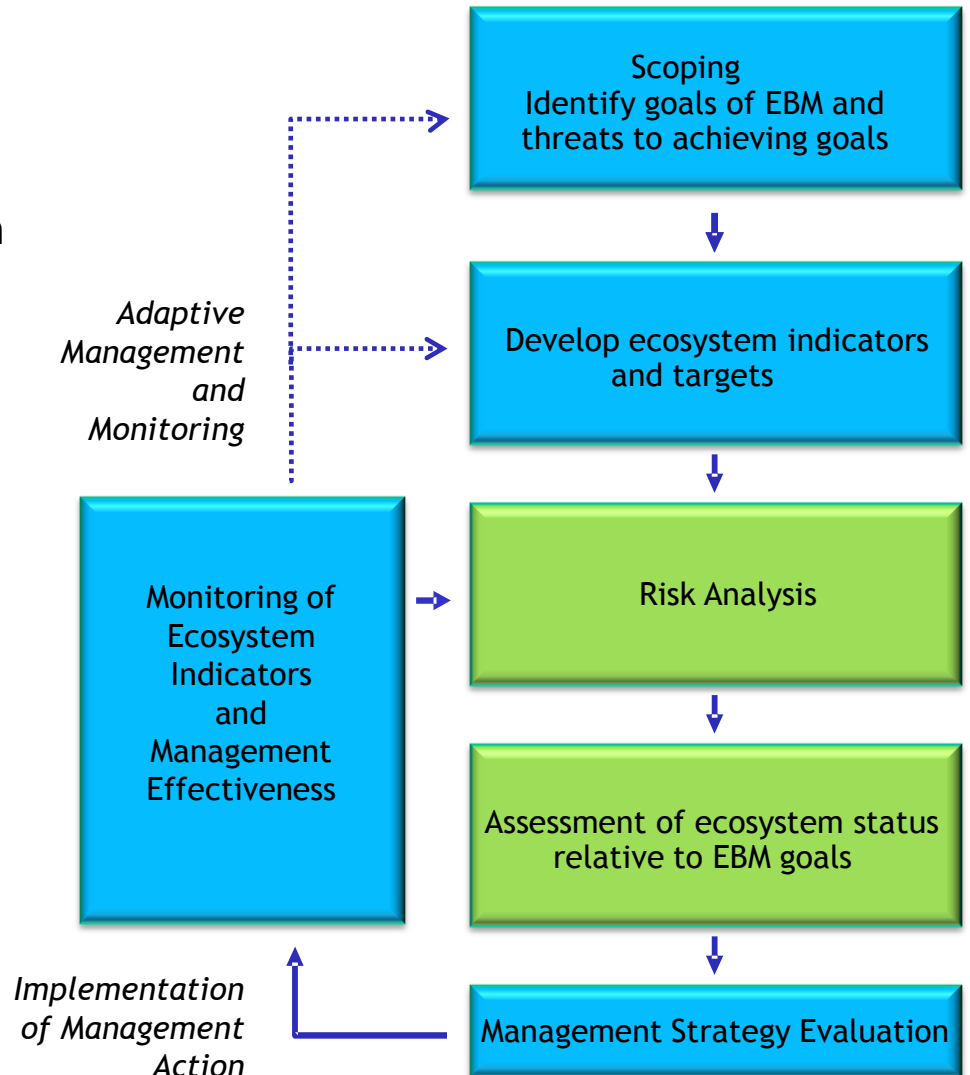 Scoping
Identify goals of EBM and
threats to achieving goals
Adaptive
Management
and
Monitoring
Develop ecosystem indicators
and targets
Monitoring of
Ecosystem
Indicators
and
Management
Effectiveness
Risk Analysis
Assessment of ecosystem status
relative to EBM goals
Implementation
of Management
Action
Management Strategy Evaluation